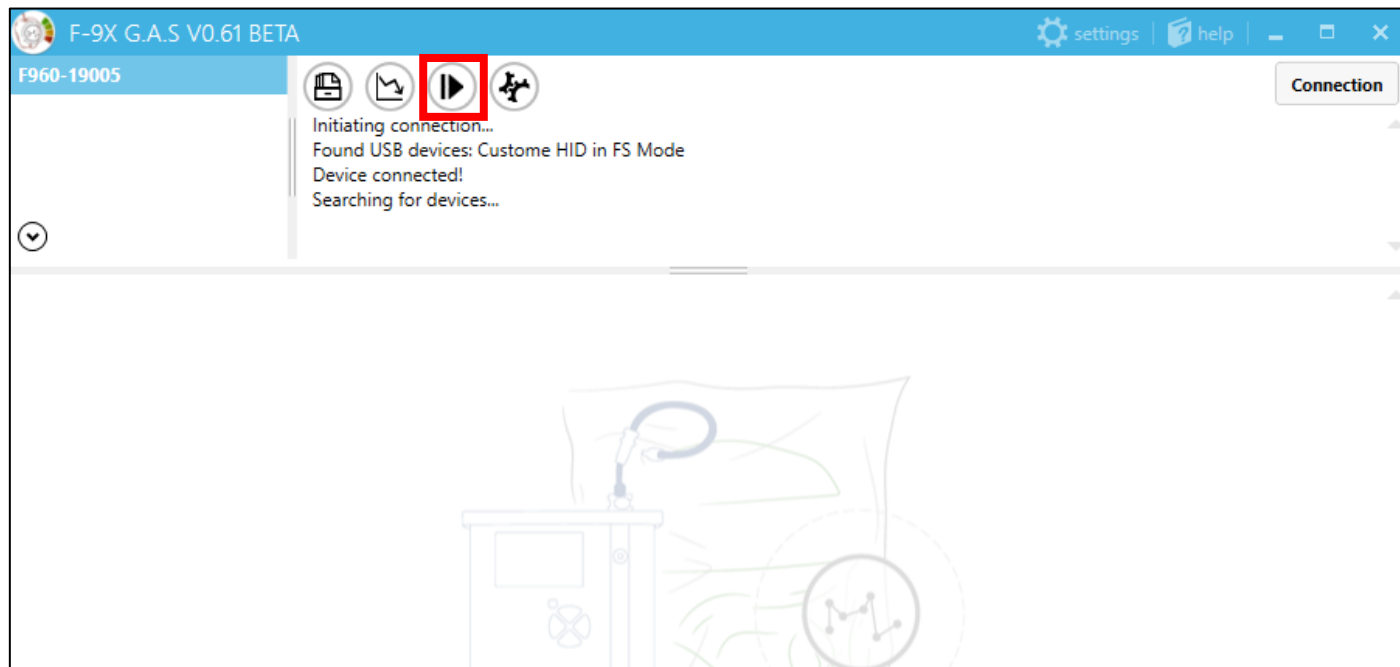 F-9X G.A.S V0.61 BETA
settings
help
F960-19005
Connection
Initiating connection...
Found USB devices: Custome HID in FS Mode
Device connected!
Searching for devices...